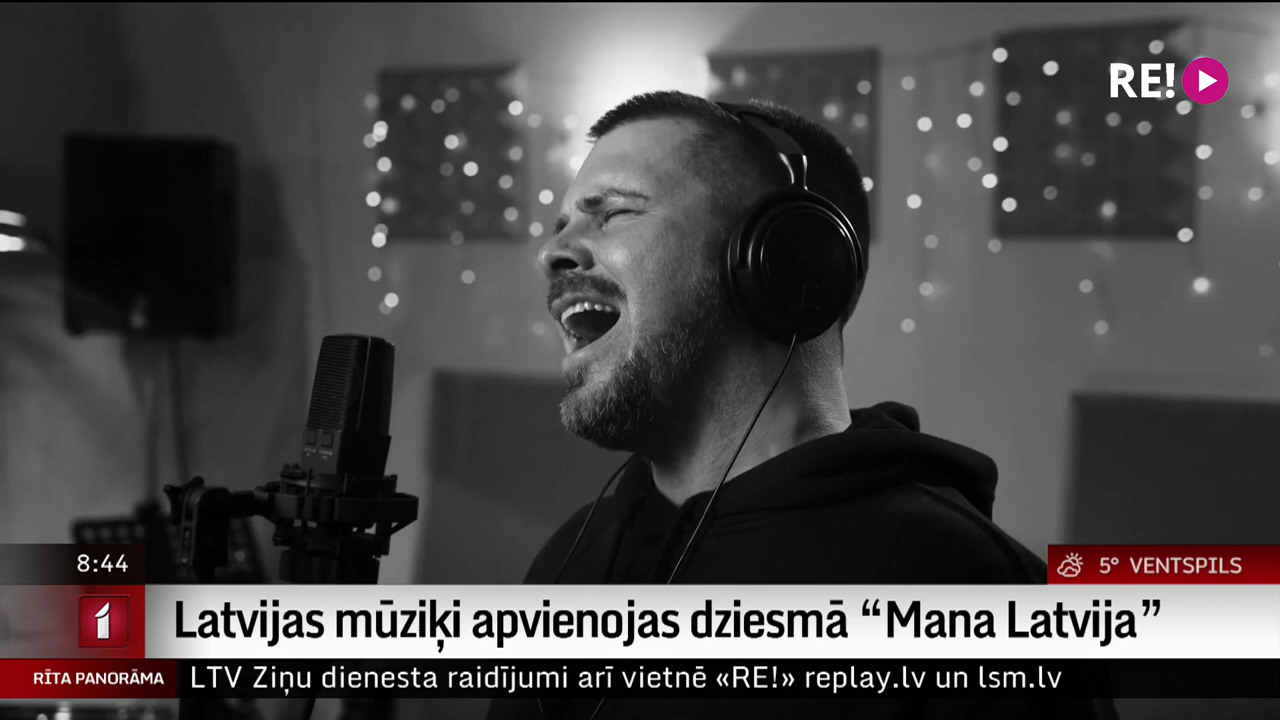 RE!
8:44
5° VENTSPILS
1
Latvijas mūziķi apvienojas dziesmā “Mana Latvija”
RĪTA PANORĀMA
LTV Ziņu dienesta raidījumi arī vietnē «RE!» replay.lv un lsm.lv